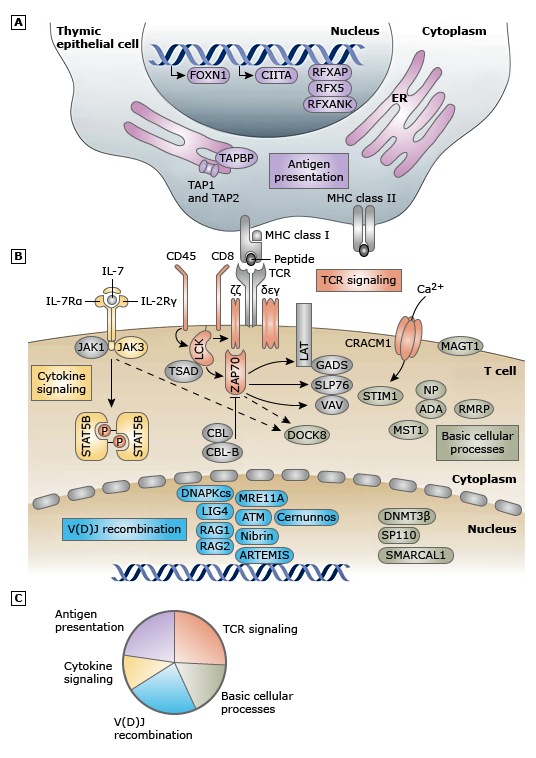 A
Thymic
epithelial cell
Nucleus
Cytoplasm
FOXN1
CIITA
RFXAP
RFX5
RFXANK
ER
TAPBP
TAP1
and TAP2
Antigen
presentation
MHC class II
MHC class I
Peptide
TCR
B
CD45
CD8
IL-7
IL-7Rα
IL-2Rγ
ζζ
δεγ
TCR signaling
Ca²⁺
JAK1
JAK3
LCK
TSAD
ZAP70
LAT
CRACM1
MAGT1
T cell
Cytokine
signaling
GADS
SLP76
VAV
STIM1
NP
ADA
RMRP
MST1
STAT5B
P
P
STAT5B
CBL
CBL-B
DOCK8
Basic cellular
processes
Cytoplasm
Nucleus
V(D)J recombination
DNAPKcs
MRE11A
LIG4
ATM
Cernunnos
RAG1
Nibrin
RAG2
ARTEMIS
DNMT3β
SP110
SMARCAL1
C
Antigen
presentation
TCR signaling
Cytokine
signaling
Basic cellular
processes
V(D)J
recombination